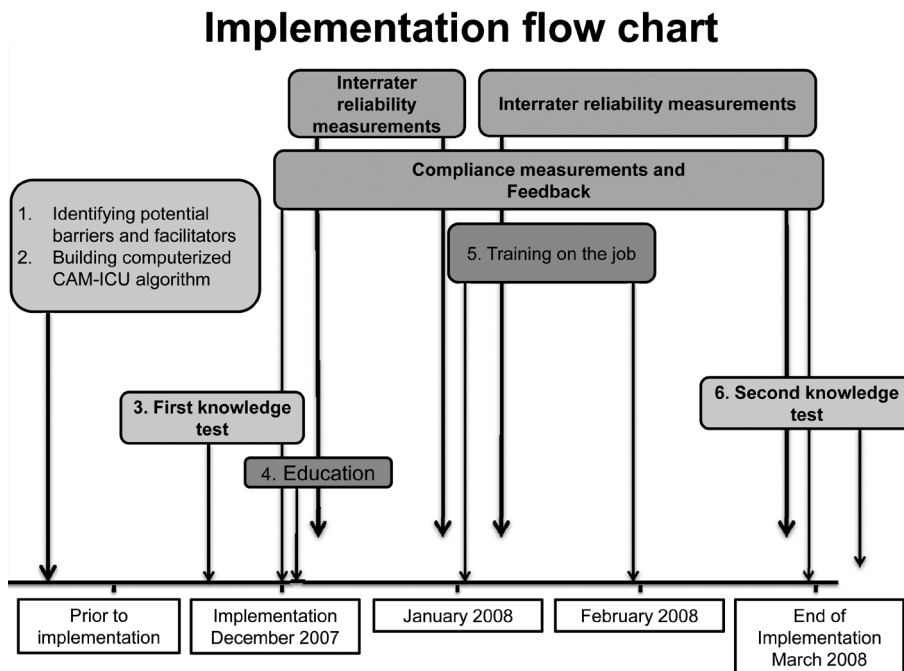 Implementation flow chart
Interrater
reliability
measurements
Interrater reliability measurements
Compliance measurements and
Feedback
1. Identifying potential
barriers and facilitators
2. Building computerized
CAM-ICU algorithm
5. Training on the job
3. First knowledge
test
6. Second knowledge
test
4. Education
Prior to
implementation
Implementation
December 2007
January 2008
February 2008
End of
Implementation
March 2008